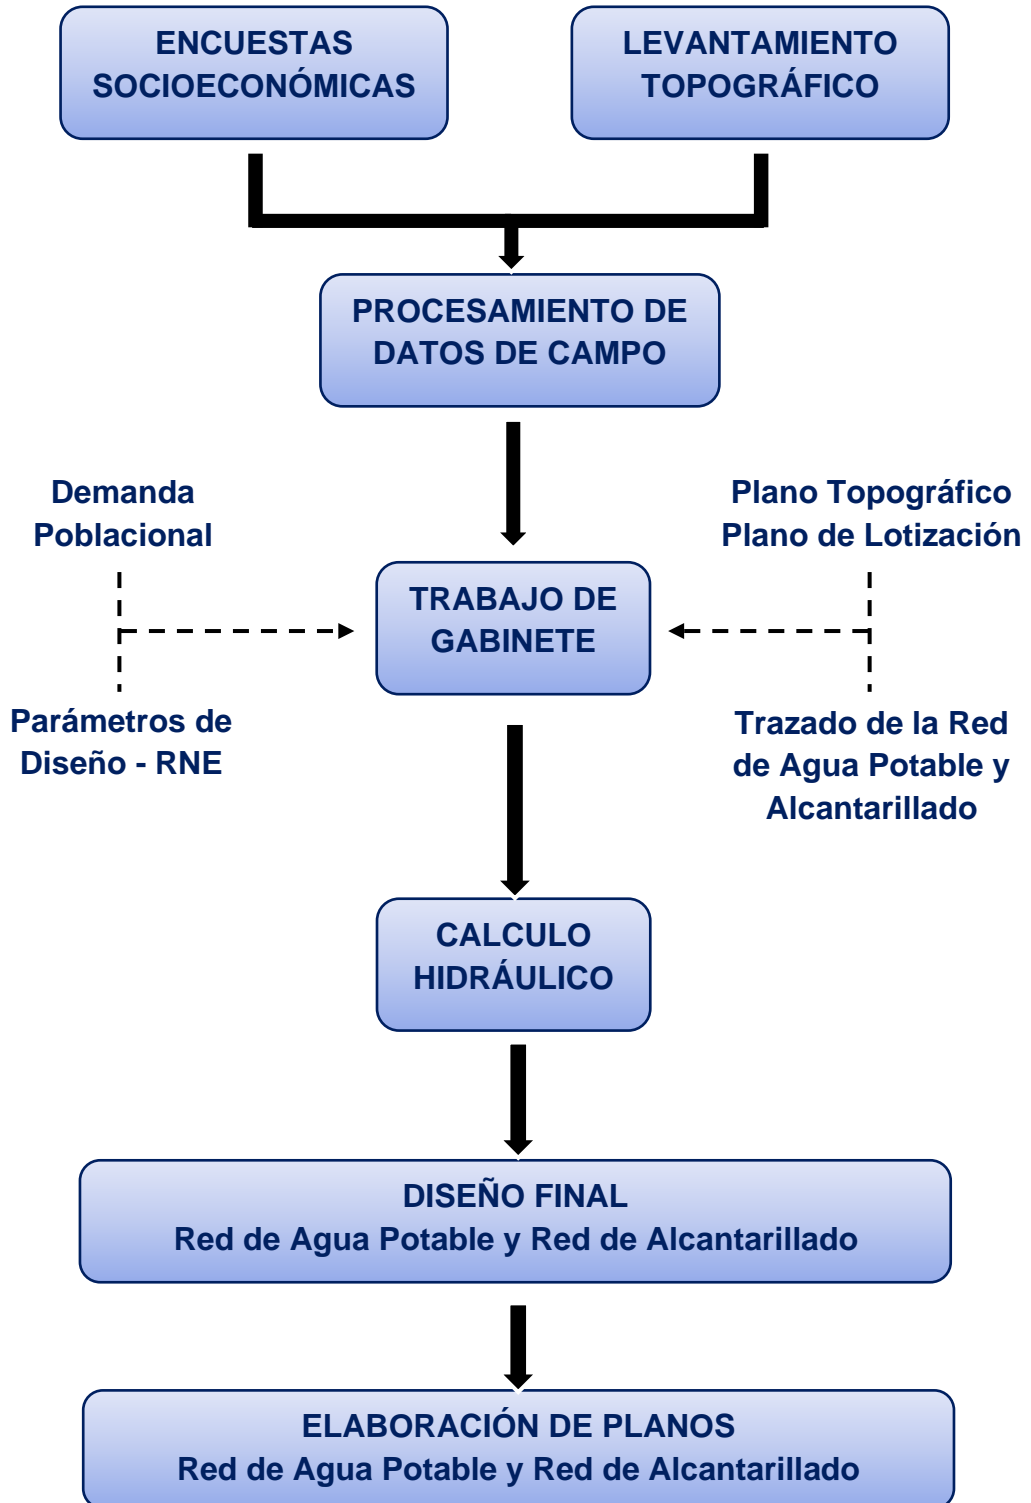 ENCUESTAS
SOCIOECONÓMICAS
LEVANTAMIENTO
TOPOGRÁFICO
PROCESAMIENTO DE
DATOS DE CAMPO
Demanda
Poblacional
Plano Topográfico
Plano de Lotización
TRABAJO DE
GABINETE
Parámetros de
Diseño - RNE
Trazado de la Red
de Agua Potable y
Alcantarillado
CALCULO
HIDRÁULICO
DISEÑO FINAL
Red de Agua Potable y Red de Alcantarillado
ELABORACIÓN DE PLANOS
Red de Agua Potable y Red de Alcantarillado